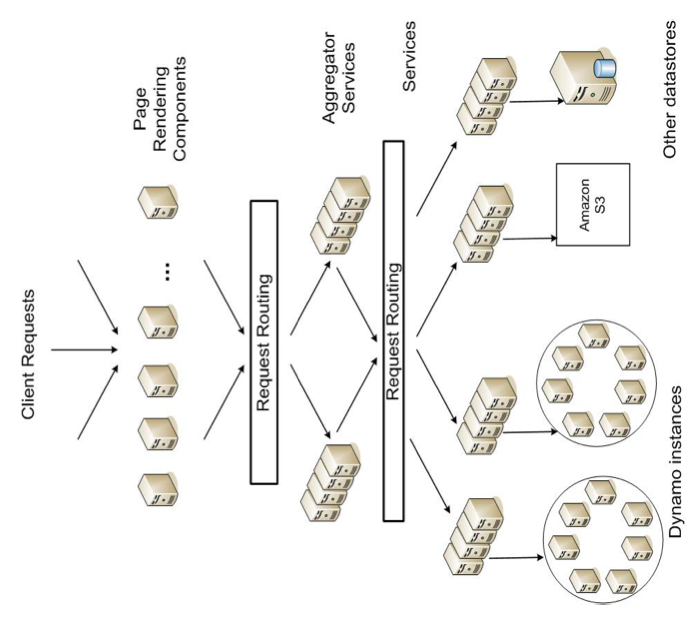 Client Requests
Page
Rendering
Components
...
Request Routing
Aggregator
Services
Request Routing
Services
Dynamo instances
Amazon
S3
Other datastores